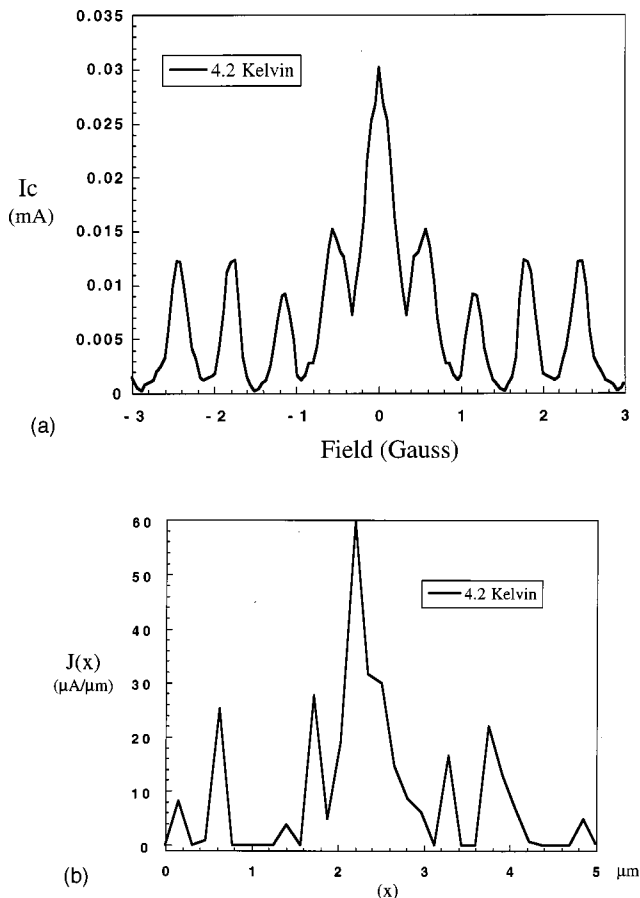 0.035
0.03
0.025
0.02
0.015
0.01
0.005
0
Ic
(mA)
4.2 Kelvin
- 3
- 2
- 1
0
1
2
3
Field (Gauss)
(a)
60
50
40
30
20
10
0
J(x)
(μA/μm)
4.2 Kelvin
0
1
2
3
4
5
μm
(x)
(b)